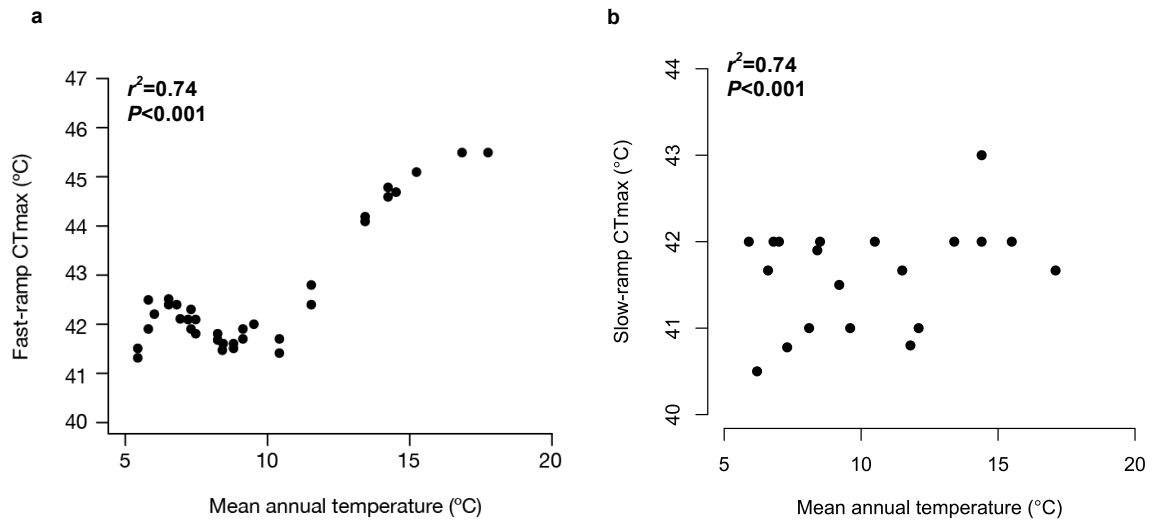 a
r²=0.74
P<0.001
47
46
45
44
43
42
41
40
Fast-ramp CTmax (ºC)
5 10 15 20
Mean annual temperature (ºC)
b
r²=0.74
P<0.001
44
43
42
41
40
Slow-ramp CTmax (°C)
5 10 15 20
Mean annual temperature (°C)